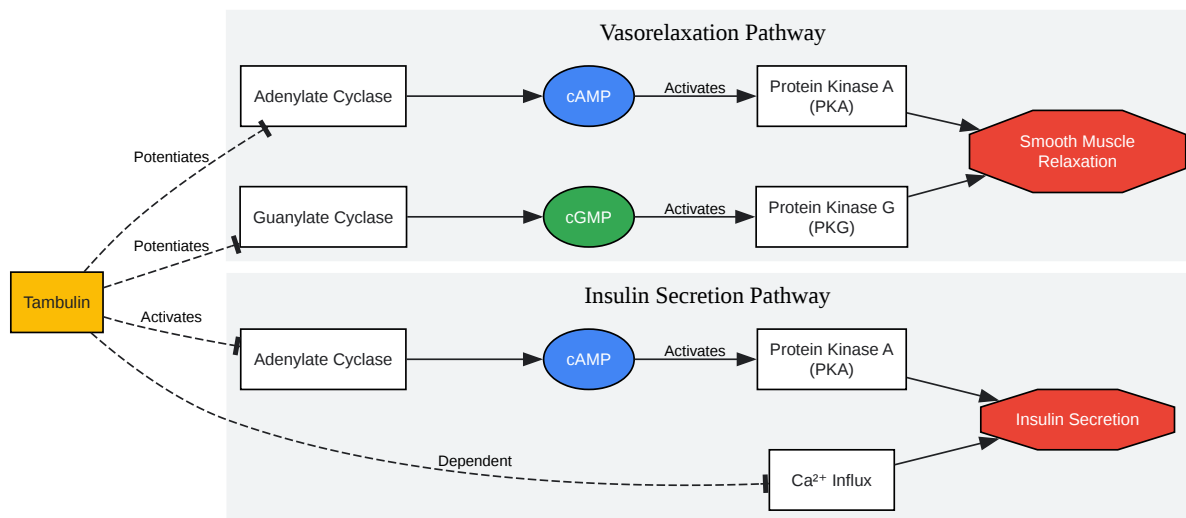 Vasorelaxation Pathway
Adenylate Cyclase
cAMP
Activates
Protein Kinase A
(PKA)
Smooth Muscle
Relaxation
Potentiates
Guanylate Cyclase
cGMP
Activates
Protein Kinase G
(PKG)
Potentiates
Tambulin
Insulin Secretion Pathway
Activates
Adenylate Cyclase
cAMP
Activates
Protein Kinase A
(PKA)
Insulin Secretion
Dependent
Ca²⁺ Influx